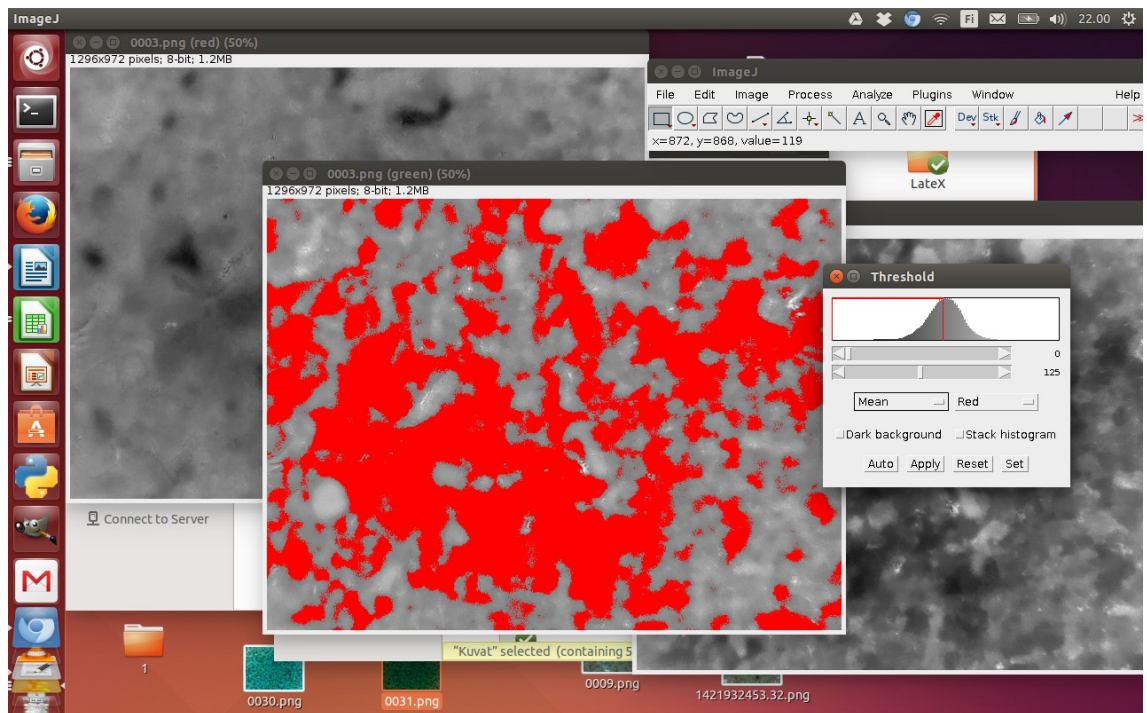 ImageJ
Fi
22.00
0003.png (red) (50%)
1296x972 pixels; 8-bit; 1.2MB
ImageJ
File Edit Image Process Analyze Plugins Window Help
A Dev Stk
x=872, y=868, value=119
LateX
0003.png (green) (50%)
1296x972 pixels; 8-bit; 1.2MB
Threshold
0
125
Mean Red
Dark background Stack histogram
Auto Apply Reset Set
Connect to Server
"Kuvat" selected (containing 5
1
0030.png
0031.png
0009.png
1421932453.32.png